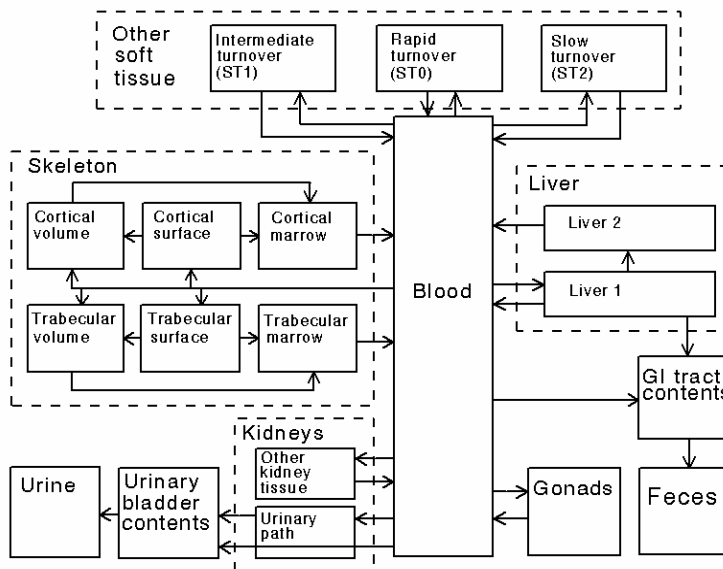 Other
soft
tissue
Intermediate
turnover
(ST1)
Rapid
turnover
(ST0)
Slow
turnover
(ST2)
Skeleton
Cortical
volume
Cortical
surface
Cortical
marrow
Trabecular
volume
Trabecular
surface
Trabecular
marrow
Blood
Liver
Liver 2
Liver 1
GI tract
contents
Feces
Gonads
Kidneys
Other
kidney
tissue
Urinary
path
Urinary
bladder
contents
Urine